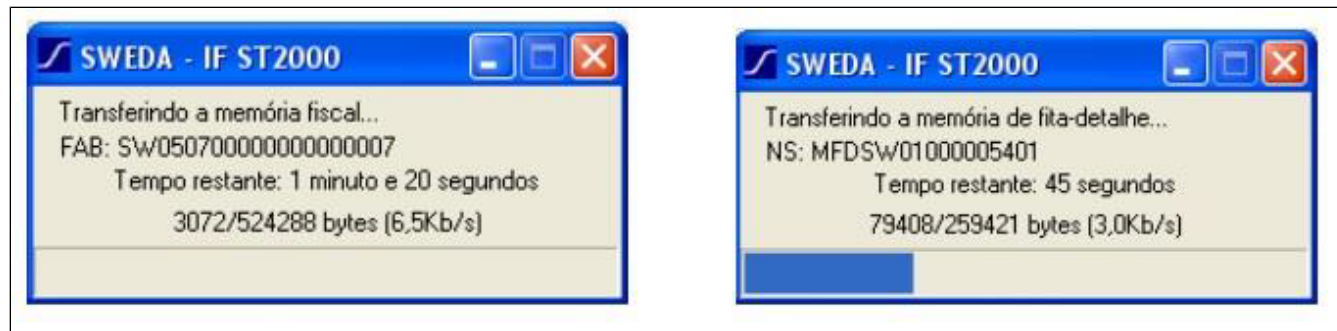 SWEDA - IF ST2000
Transferindo a memória fiscal...
FAB: SW050700000000000007
Tempo restante: 1 minuto e 20 segundos
3072/524288 bytes (6,5Kb/s)
SWEDA - IF ST2000
Transferindo a memória de fita-detalhe...
NS: MFDSW01000005401
Tempo restante: 45 segundos
79408/259421 bytes (3,0Kb/s)